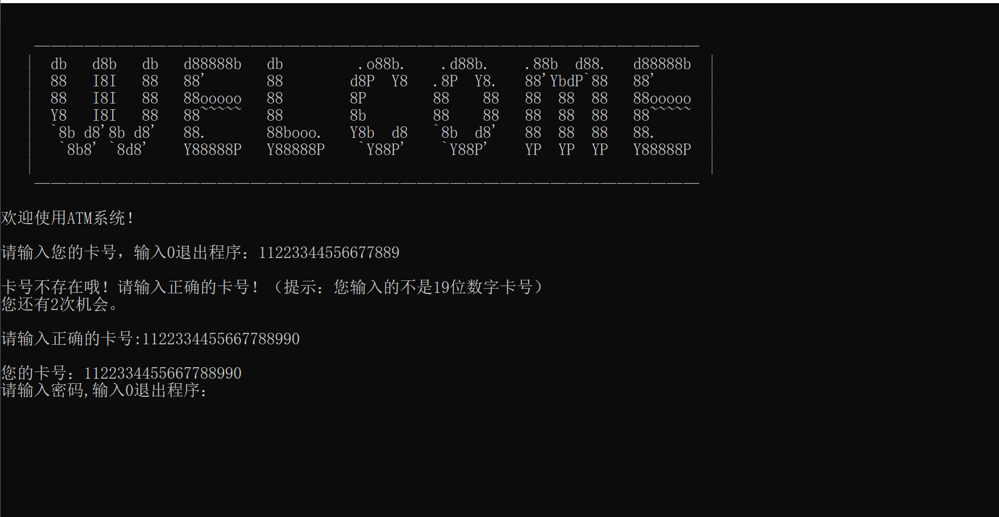 ————————————————————————————————————————
|  db   d8b   db   d88888b   db         .o88b.    .d88b.    .88b  d88.   d88888b  |
|  88   I8I   88   88'       88        d8P  Y8   .8P  Y8.   88'YbdP`88   88'      |
|  88   I8I   88   88ooooo   88        8P        88    88   88  88  88   88ooooo  |
|  Y8   I8I   88   88~~~~~   88        8b        88    88   88  88  88   88~~~~~  |
|  `8b d8'8b d8'   88.       88booo.   Y8b  d8   `8b  d8'   88  88  88   88.      |
|   `8b8' `8d8'    Y88888P   Y88888P    `Y88P'    `Y88P'    YP  YP  YP   Y88888P  |
|                                                                                 |
————————————————————————————————————————
欢迎使用ATM系统!
请输入您的卡号，输入0退出程序：11223344556677889
卡号不存在哦！请输入正确的卡号！（提示：您输入的不是19位数字卡号）
您还有2次机会。
请输入正确的卡号:1122334455667788990
您的卡号：1122334455667788990
请输入密码,输入0退出程序：